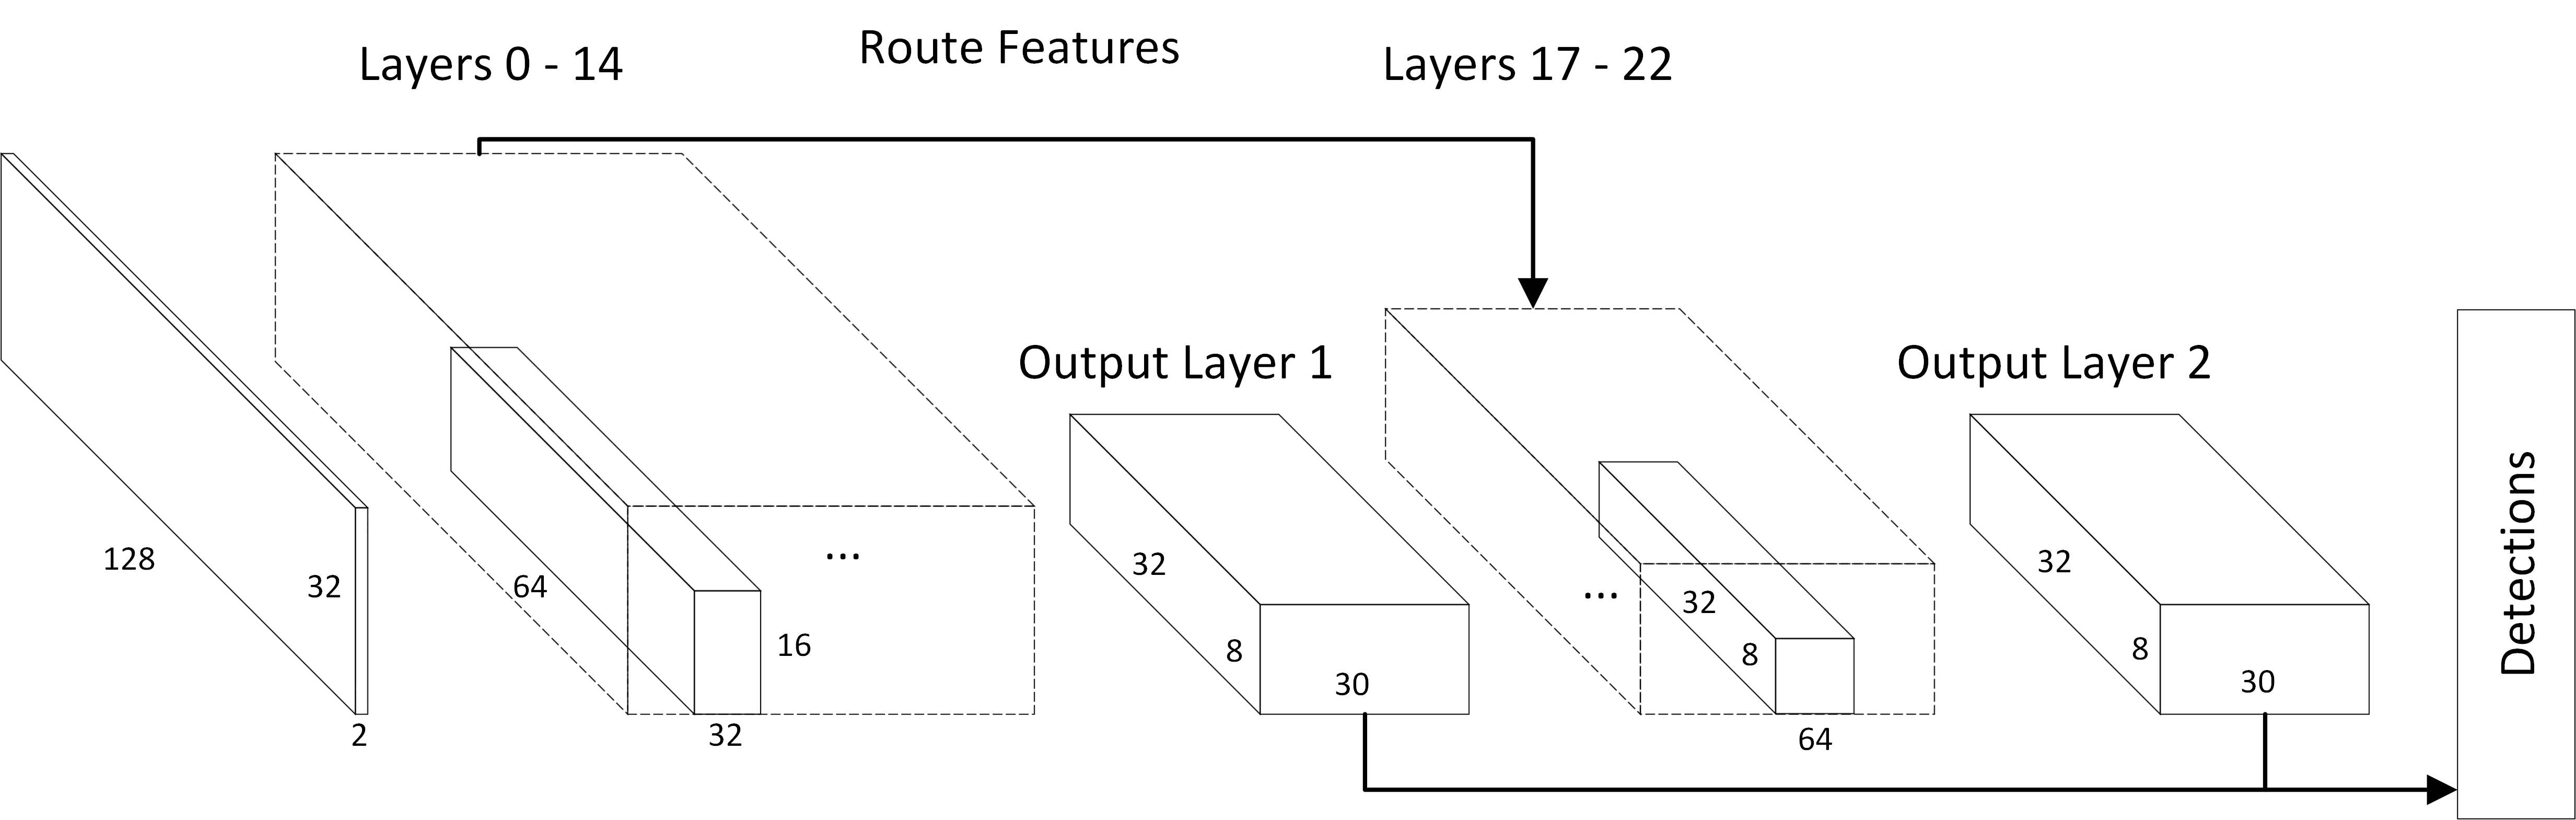 Layers 0 - 14
Route Features
Layers 17 - 22
Output Layer 1
Output Layer 2
128
32
2
64
16
32
...
32
8
30
...
32
8
64
32
8
30
Detections